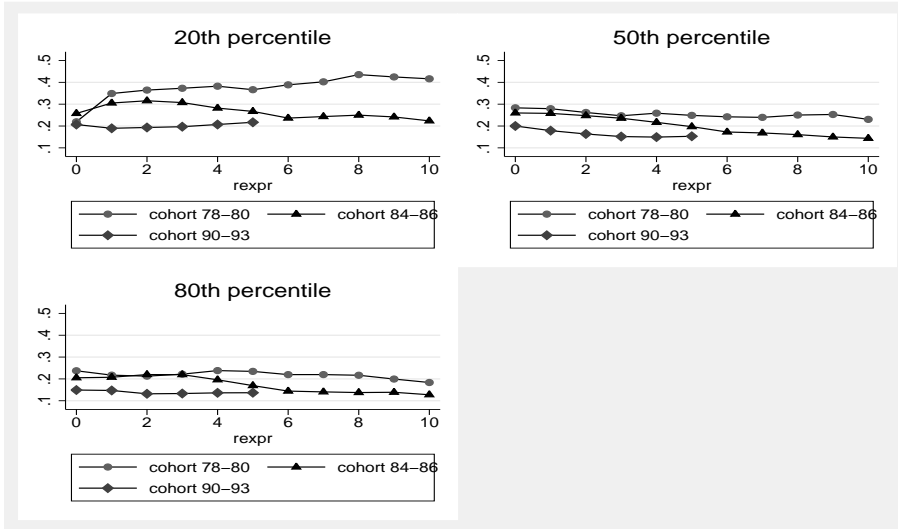 20th percentile
.5
.4
.3
.2
.1
0 2 4 6 8 10
rexpr
cohort 78–80 cohort 84–86
cohort 90–93
50th percentile
.5
.4
.3
.2
.1
0 2 4 6 8 10
rexpr
cohort 78–80 cohort 84–86
cohort 90–93
80th percentile
.5
.4
.3
.2
.1
0 2 4 6 8 10
rexpr
cohort 78–80 cohort 84–86
cohort 90–93